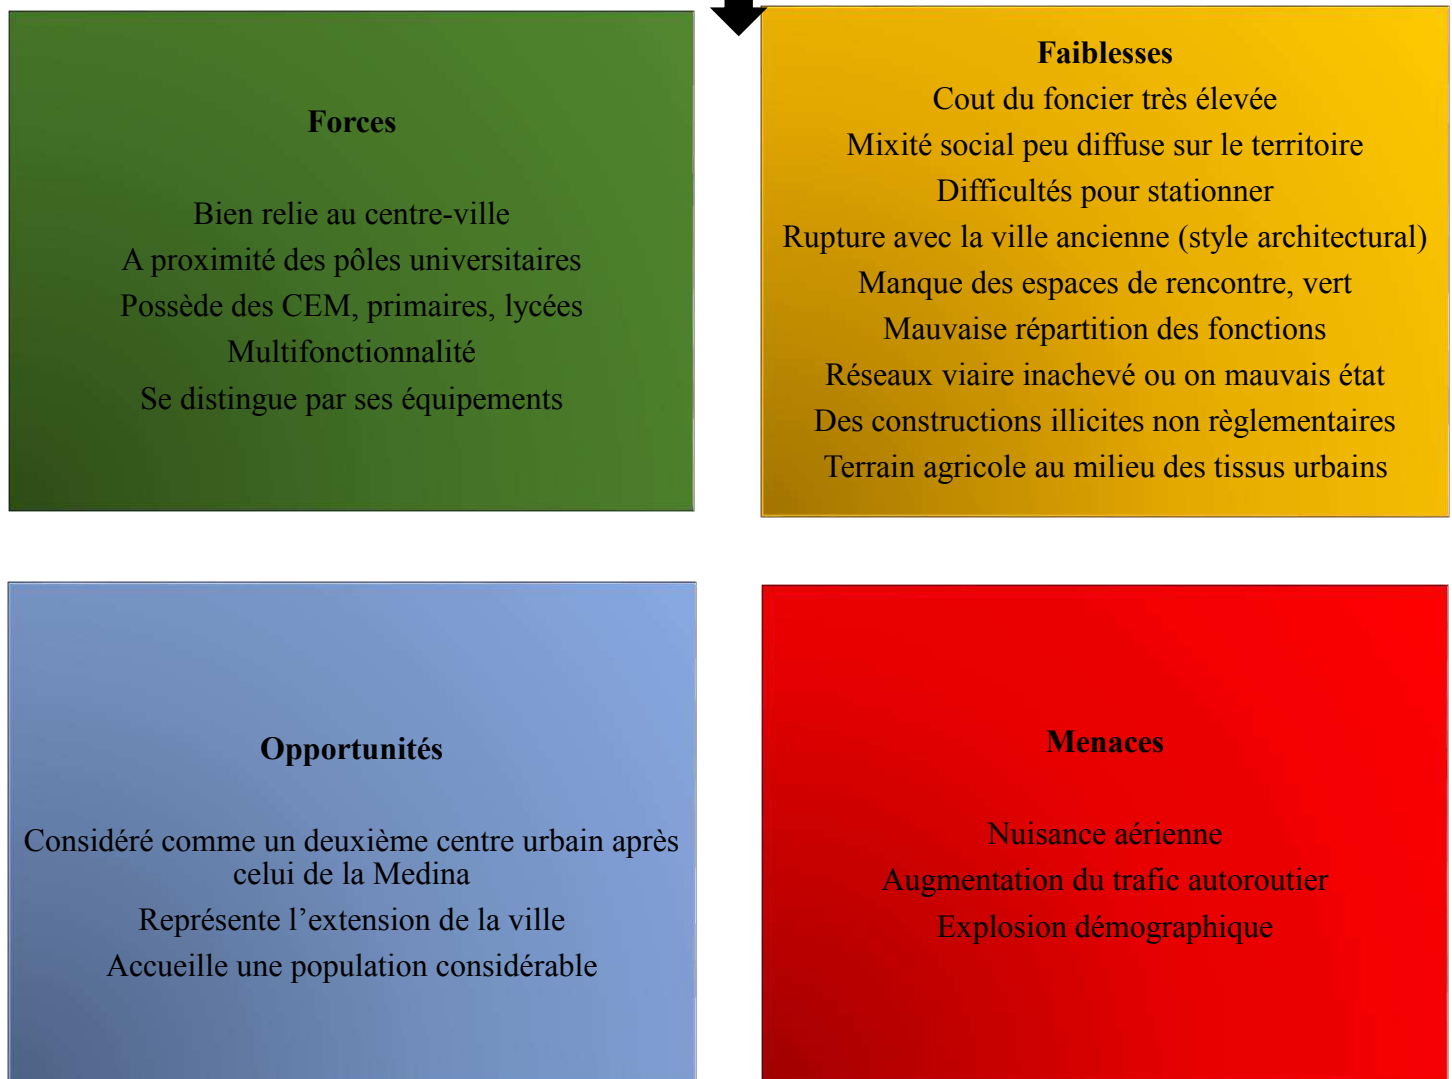 Forces
Bien relie au centre-ville
A proximité des pôles universitaires
Possède des CEM, primaires, lycées
Multifonctionnalité
Se distingue par ses équipements
Faiblesses
Cout du foncier très élevée
Mixité social peu diffuse sur le territoire
Difficultés pour stationner
Rupture avec la ville ancienne (style architectural)
Manque des espaces de rencontre, vert
Mauvaise répartition des fonctions
Réseaux viaire inachevé ou on mauvais état
Des constructions illicites non règlementaires
Terrain agricole au milieu des tissus urbains
Opportunités
Considéré comme un deuxième centre urbain après
celui de la Medina
Représente l’extension de la ville
Accueille une population considérable
Menaces
Nuisance aérienne
Augmentation du trafic autoroutier
Explosion démographique